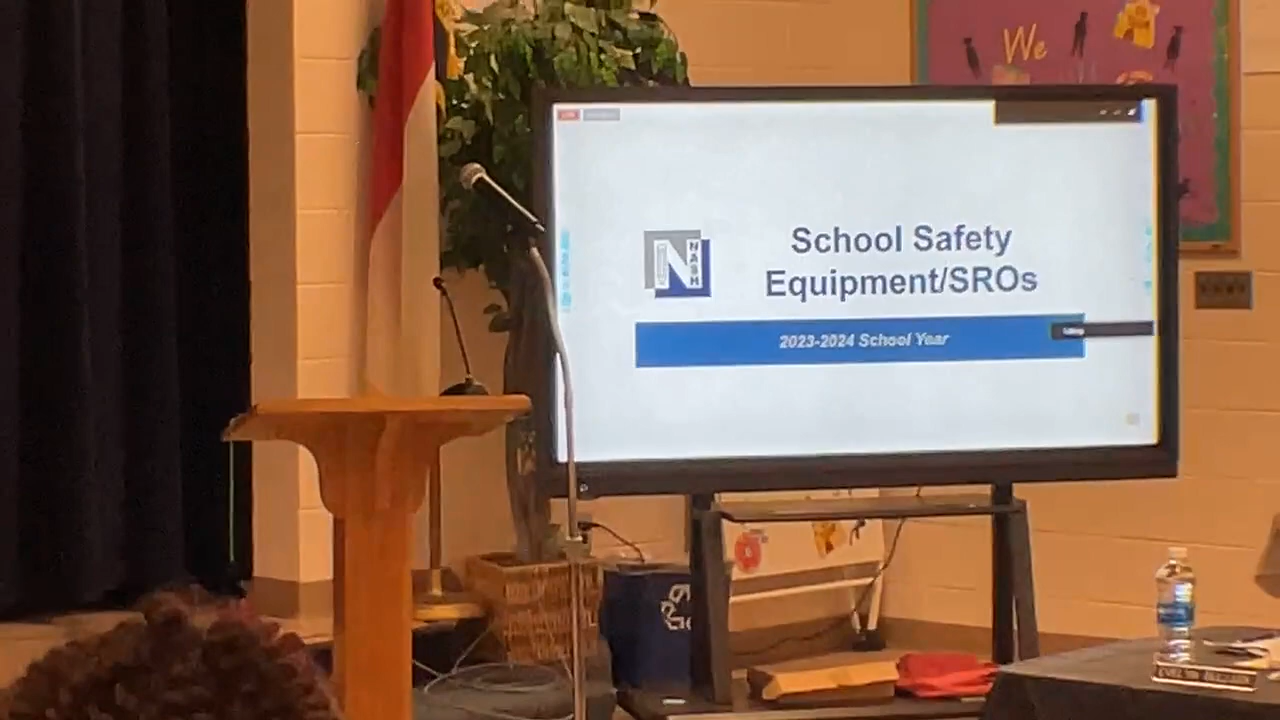 We
School Safety
Equipment/SROs
NASH
N
2023-2024 School Year